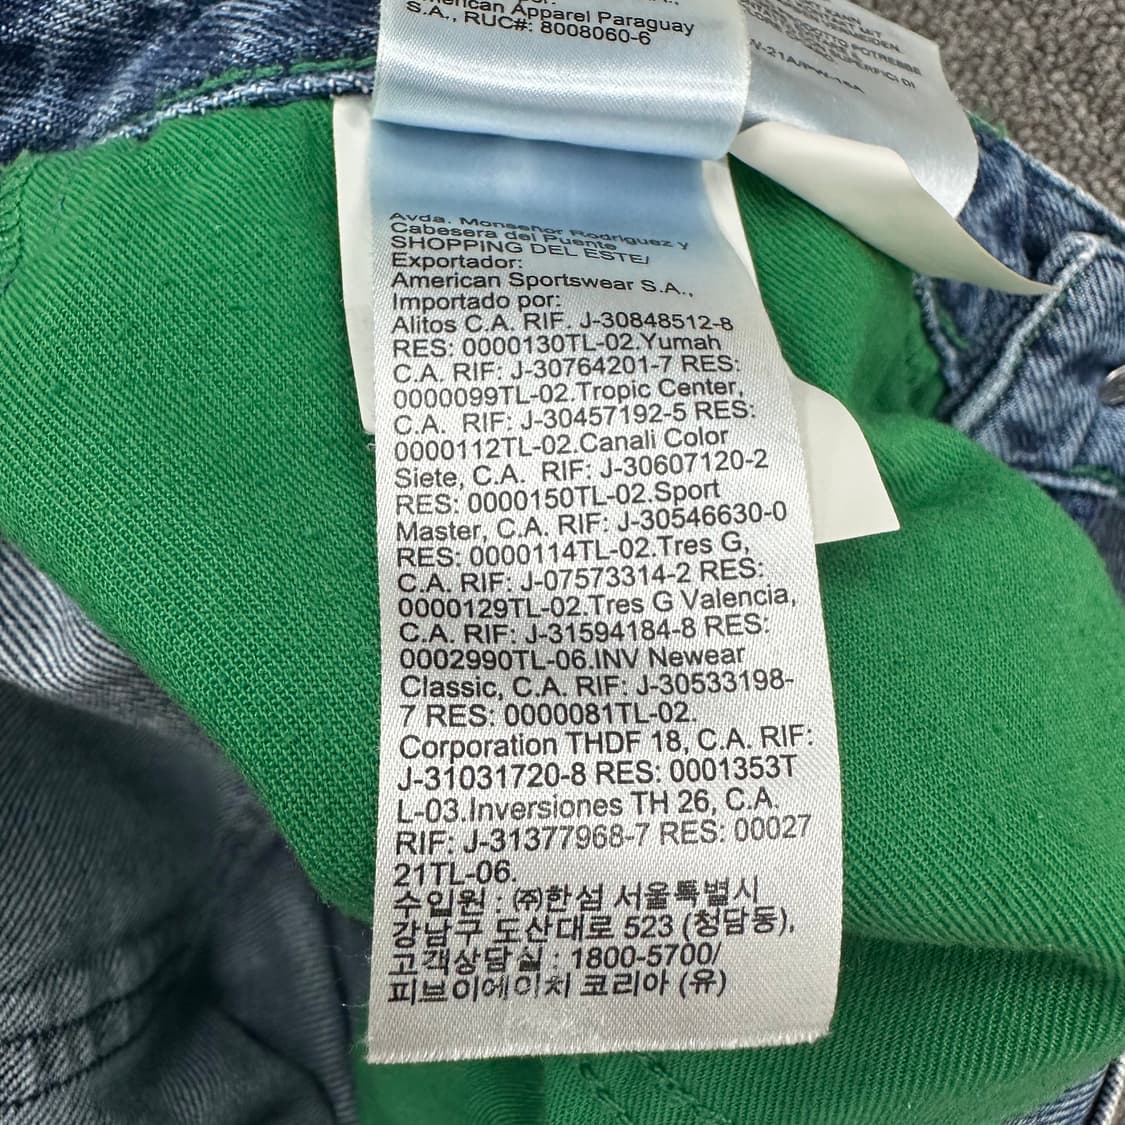 American Apparel Paraguay
S.A., RUC#: 8008060-6
Avda. Monseñor Rodriguez y
Cabesera del Puente
SHOPPING DEL ESTE/
Exportador:
American Sportswear S.A.,
Importado por:
Alitos C.A. RIF. J-30848512-8
RES: 0000130TL-02.Yumah
C.A. RIF: J-30764201-7 RES:
0000099TL-02.Tropic Center,
C.A. RIF: J-30457192-5 RES:
0000112TL-02.Canali Color
Siete, C.A. RIF: J-30607120-2
RES: 0000150TL-02.Sport
Master, C.A. RIF: J-30546630-0
RES: 0000114TL-02.Tres G,
C.A. RIF: J-07573314-2 RES:
0000129TL-02.Tres G Valencia,
C.A. RIF: J-31594184-8 RES:
0002990TL-06.INV Newear
Classic, C.A. RIF: J-30533198-
7 RES: 0000081TL-02.
Corporation THDF 18, C.A. RIF:
J-31031720-8 RES: 0001353T
L-03.Inversiones TH 26, C.A.
RIF: J-31377968-7 RES: 00027
21TL-06.
수입원 : ㈜한섬 서울특별시
강남구 도산대로 523 (청담동),
고객상담실 : 1800-5700/
피브이에이치 코리아 (유)